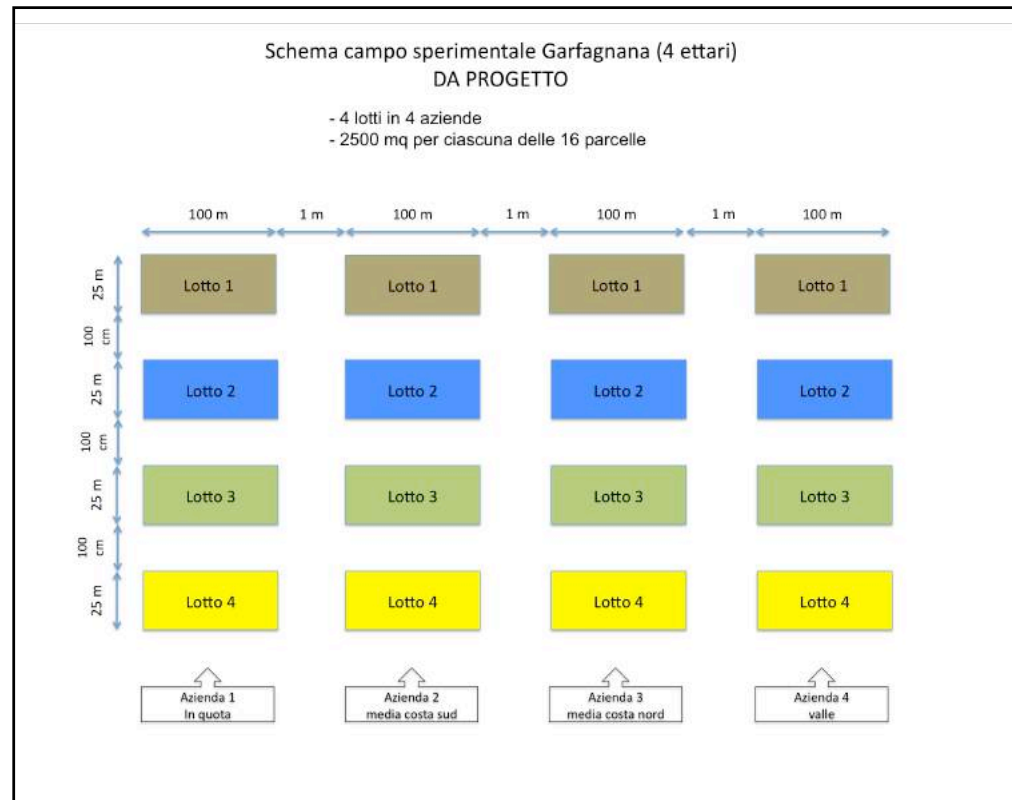 Schema campo sperimentale Garfagnana (4 ettari)
DA PROGETTO
- 4 lotti in 4 aziende
- 2500 mq per ciascuna delle 16 parcelle
100 m 1 m 100 m 1 m 100 m 1 m 100 m
25 m
Lotto 1 Lotto 1 Lotto 1 Lotto 1
100
cm
25 m
Lotto 2 Lotto 2 Lotto 2 Lotto 2
100
cm
25 m
Lotto 3 Lotto 3 Lotto 3 Lotto 3
100
cm
25 m
Lotto 4 Lotto 4 Lotto 4 Lotto 4
Azienda 1
In quota
Azienda 2
media costa sud
Azienda 3
media costa nord
Azienda 4
valle